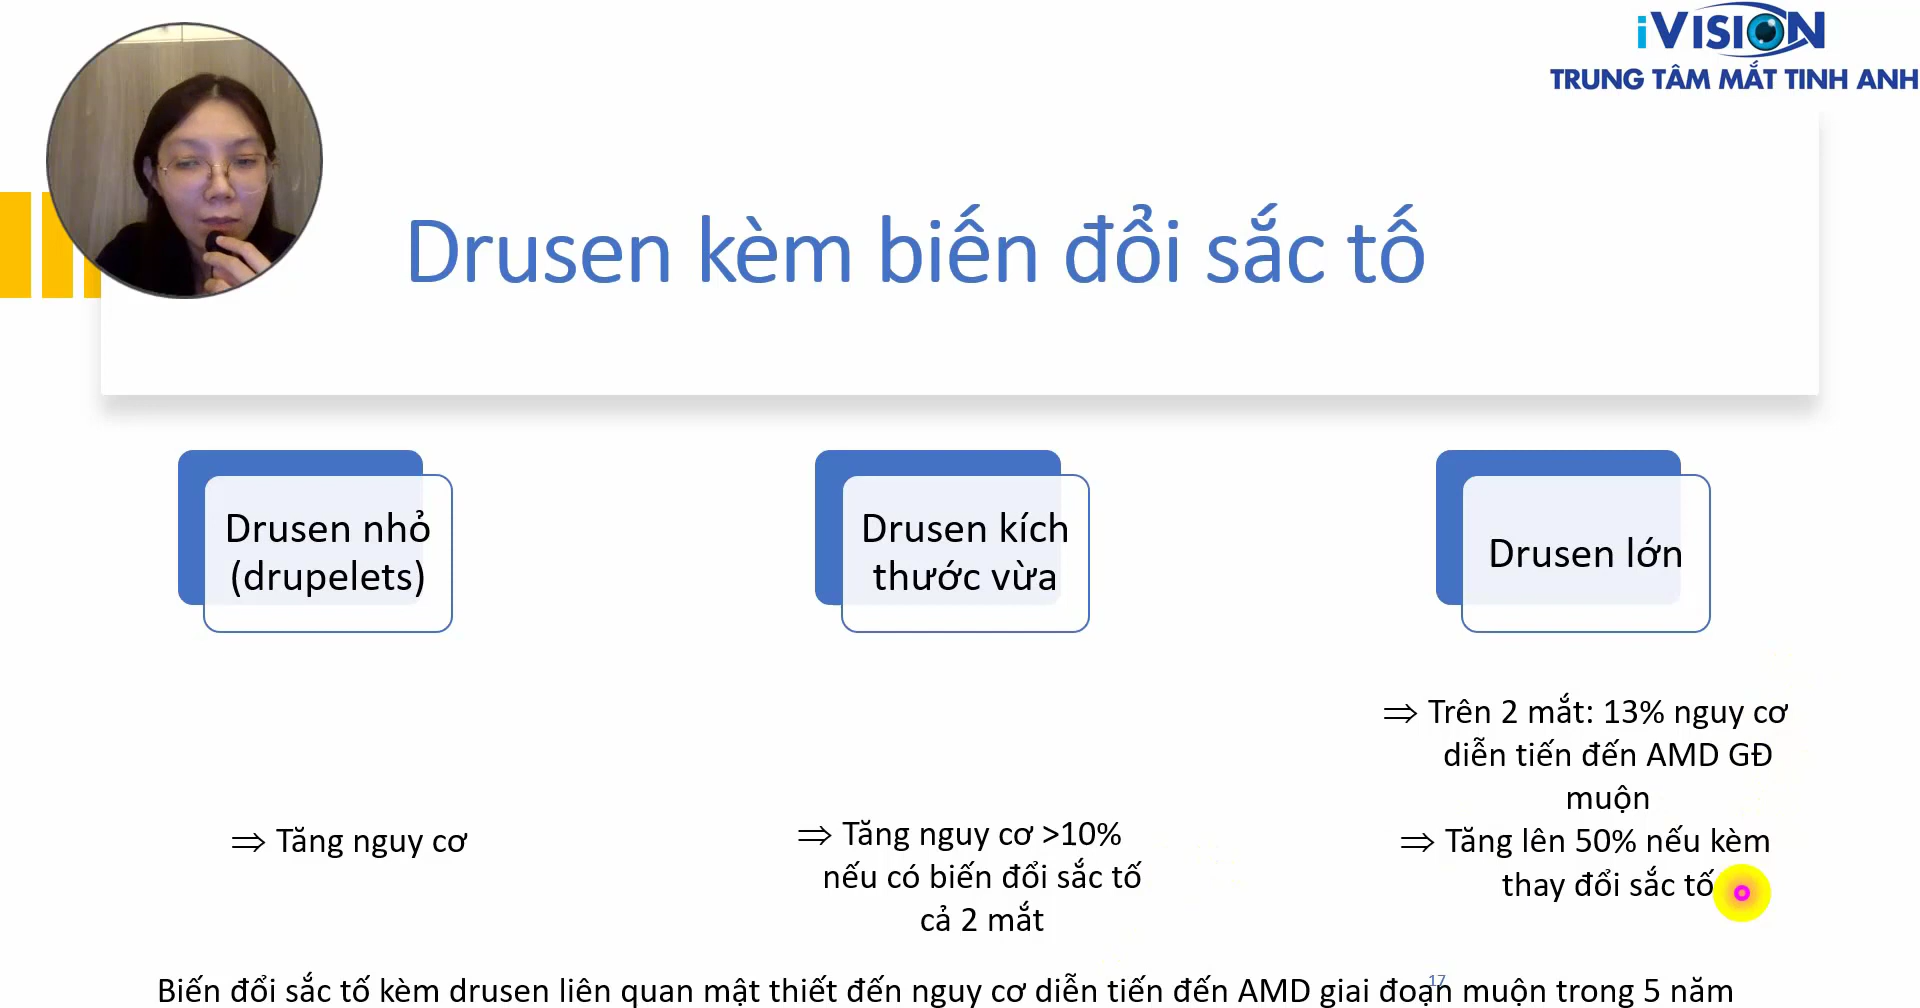 iVISION
TRUNG TÂM MẮT TINH ANH
Drusen kèm biến đổi sắc tố
Drusen nhỏ
(drupelets)
Drusen kích
thước vừa
Drusen lớn
⇒ Tăng nguy cơ
⇒ Tăng nguy cơ >10%
nếu có biến đổi sắc tố
cả 2 mắt
⇒ Trên 2 mắt: 13% nguy cơ
diễn tiến đến AMD GĐ
muộn
⇒ Tăng lên 50% nếu kèm
thay đổi sắc tố
17
Biến đổi sắc tố kèm drusen liên quan mật thiết đến nguy cơ diễn tiến đến AMD giai đoạn muộn trong 5 năm